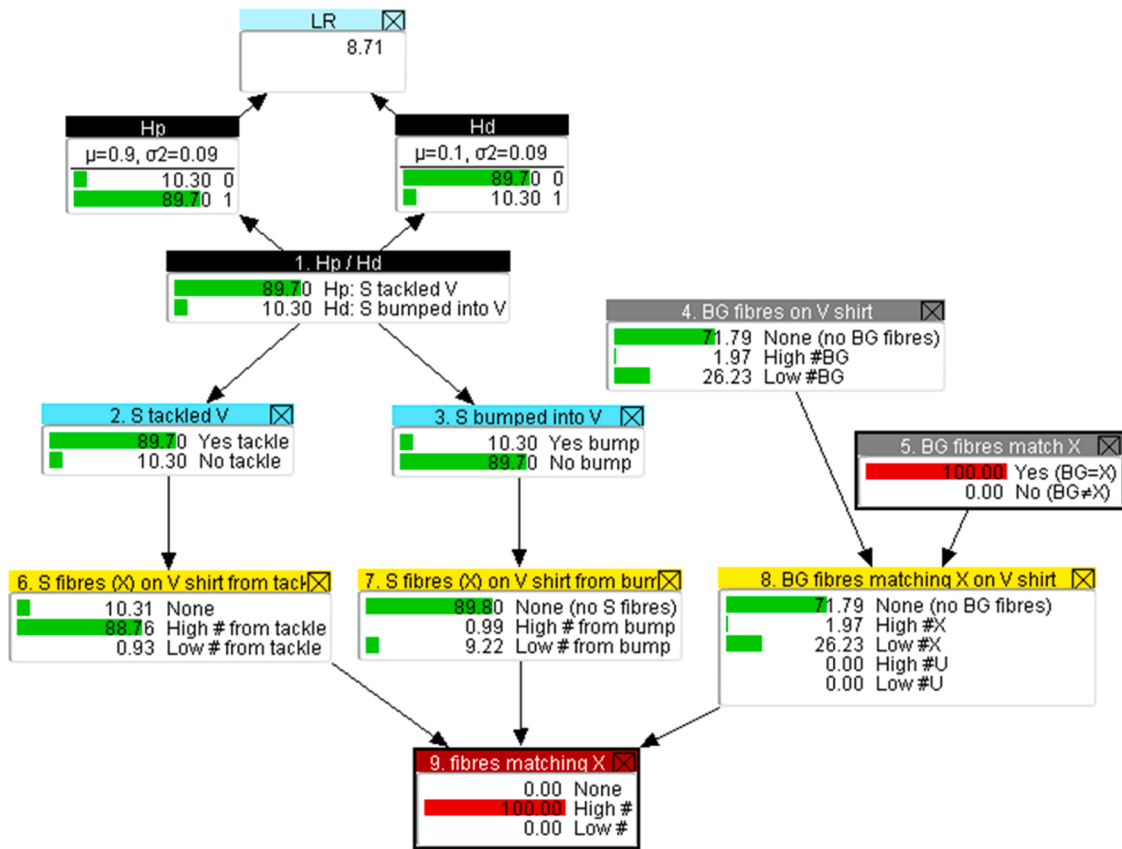 LR
8.71
Hp
μ=0.9, σ2=0.09
10.30 0
89.70 1
Hd
μ=0.1, σ2=0.09
89.70 0
10.30 1
1. Hp / Hd
89.70 Hp: S tackled V
10.30 Hd: S bumped into V
4. BG fibres on V shirt
71.79 None (no BG fibres)
1.97 High #BG
26.23 Low #BG
2. S tackled V
89.70 Yes tackle
10.30 No tackle
3. S bumped into V
10.30 Yes bump
89.70 No bump
5. BG fibres match X
100.00 Yes (BG=X)
0.00 No (BG≠X)
6. S fibres (X) on V shirt from tack
10.31 None
88.76 High # from tackle
0.93 Low # from tackle
7. S fibres (X) on V shirt from bum
89.80 None (no S fibres)
0.99 High # from bump
9.22 Low # from bump
8. BG fibres matching X on V shirt
71.79 None (no BG fibres)
1.97 High #X
26.23 Low #X
0.00 High #U
0.00 Low #U
9. fibres matching X
0.00 None
100.00 High #
0.00 Low #